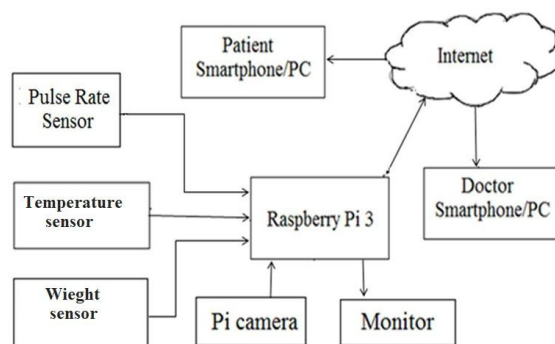 Patient
Smartphone/PC
Internet
Pulse Rate
Sensor
Doctor
Smartphone/PC
Temperature
sensor
Raspberry Pi 3
Wieght
sensor
Pi camera
Monitor